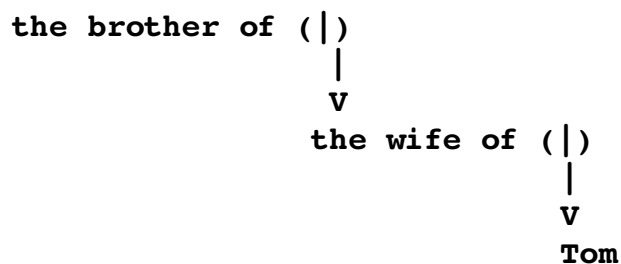 the brother of (|)
|
V
the wife of (|)
|
V
Tom